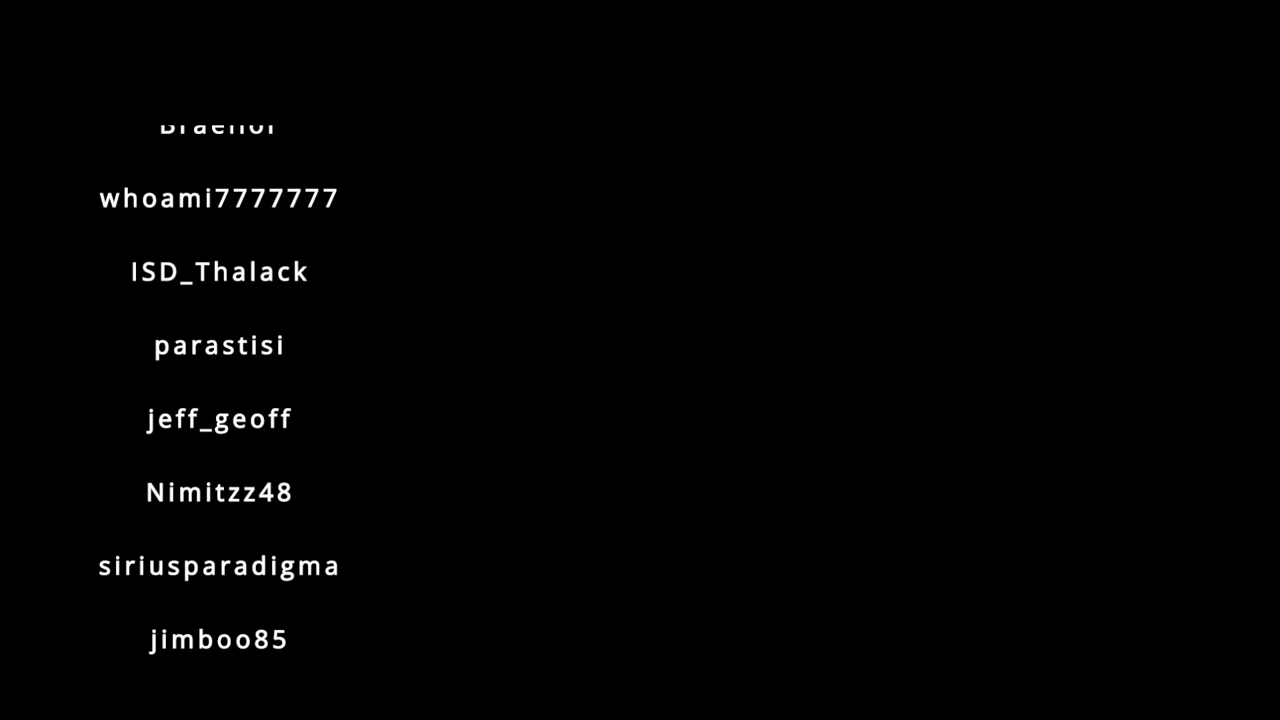 whoami7777777
ISD_Thalack
parastisi
jeff_geoff
Nimitzz48
siriusparadigma
jimboo85